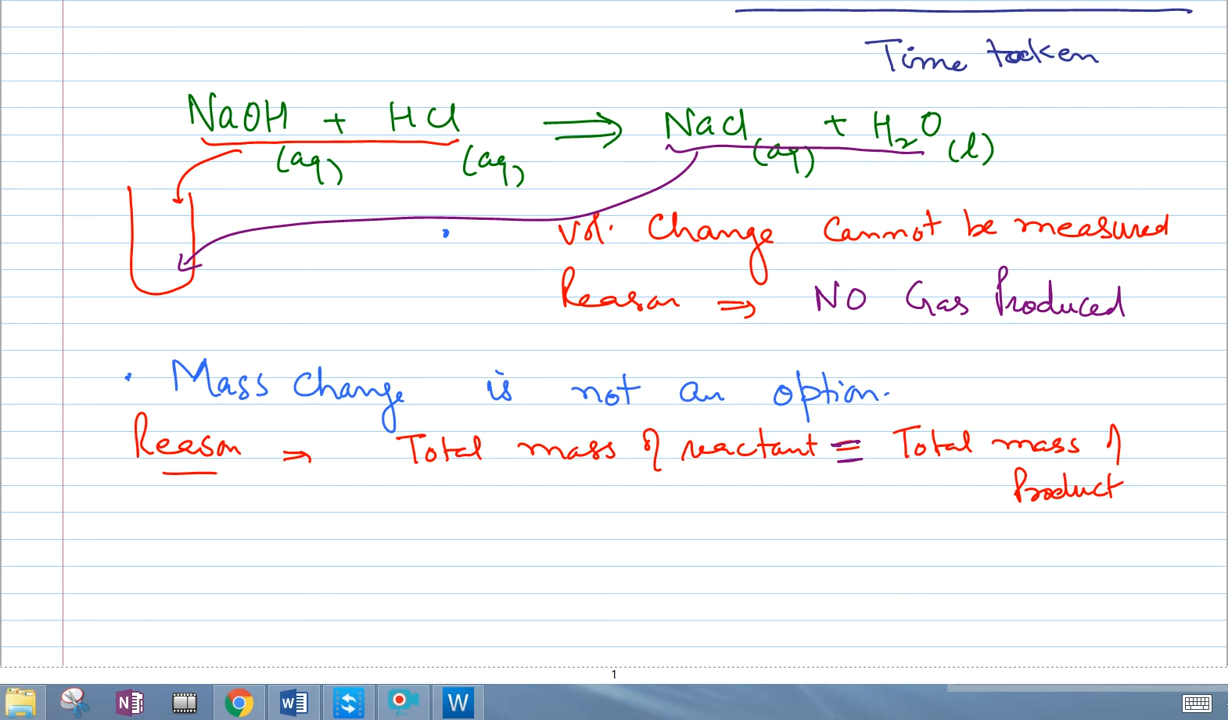 Time taken
NaOH + HCl ⟹ Nacl + H2O
(aq) (aq) (aq) (l)
Vol. Change cannot be measured
Reason ⇒ NO Gas Produced
· Mass change is not an option.
Reason ⇒ Total mass of reactant = Total mass of
Product
1